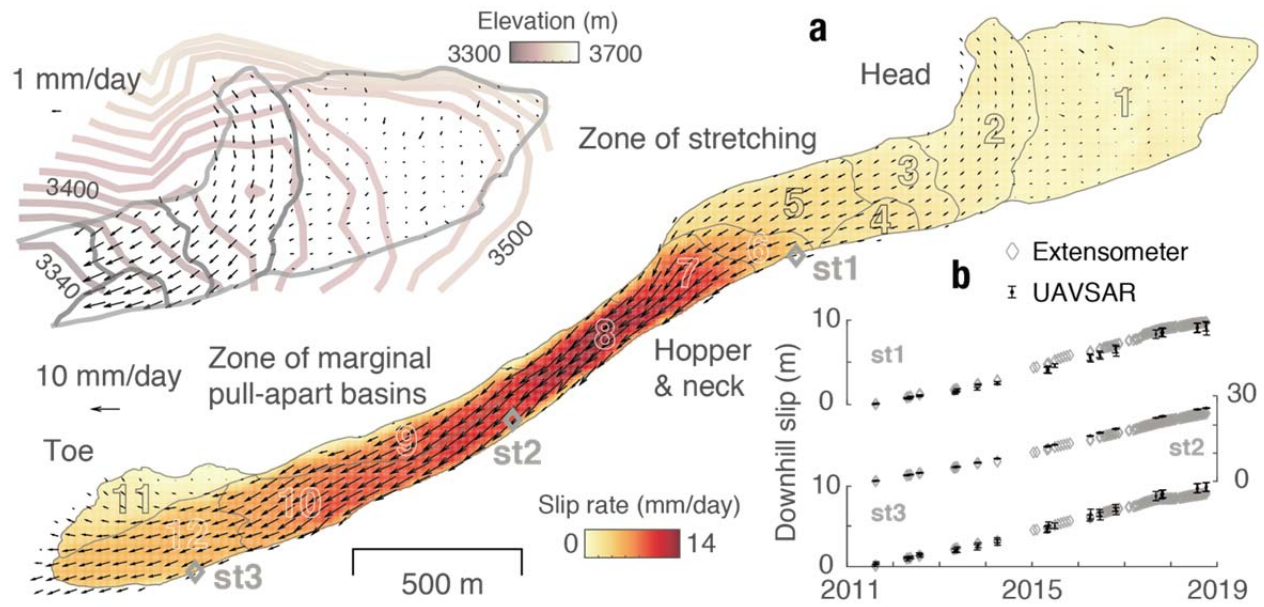 Elevation (m)
3300 3700
1 mm/day
3400
3340
3500
a
Head
Zone of stretching
1
2
3
4
5
6
7
8
9
10
11
12
st1
Hopper
& neck
Zone of marginal
pull-apart basins
10 mm/day
Toe
st2
st3
Slip rate (mm/day)
0 14
500 m
b
Extensometer
UAVSAR
Downhill slip (m)
10
st1
0
30
st2
0
10
st3
0
2011 2015 2019